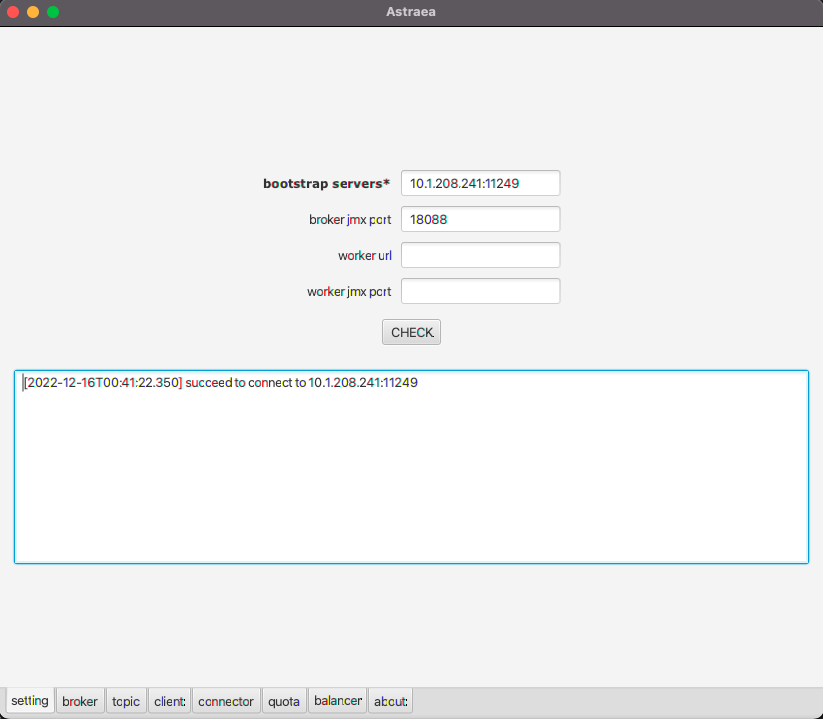 Astraea
bootstrap servers* 10.1.208.241:11249
broker jmx port 18088
worker url
worker jmx port
CHECK
[2022-12-16T00:41:22.350] succeed to connect to 10.1.208.241:11249
setting broker topic client connector quota balancer about